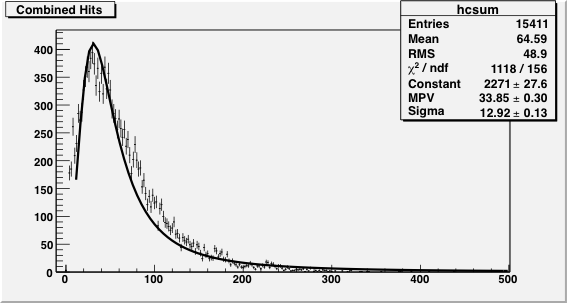 Combined Hits
hcsum
Entries 15411
Mean 64.59
RMS 48.9
χ² / ndf 1118 / 156
Constant 2271 ± 27.6
MPV 33.85 ± 0.30
Sigma 12.92 ± 0.13
400
350
300
250
200
150
100
50
0
0 100 200 300 400 500